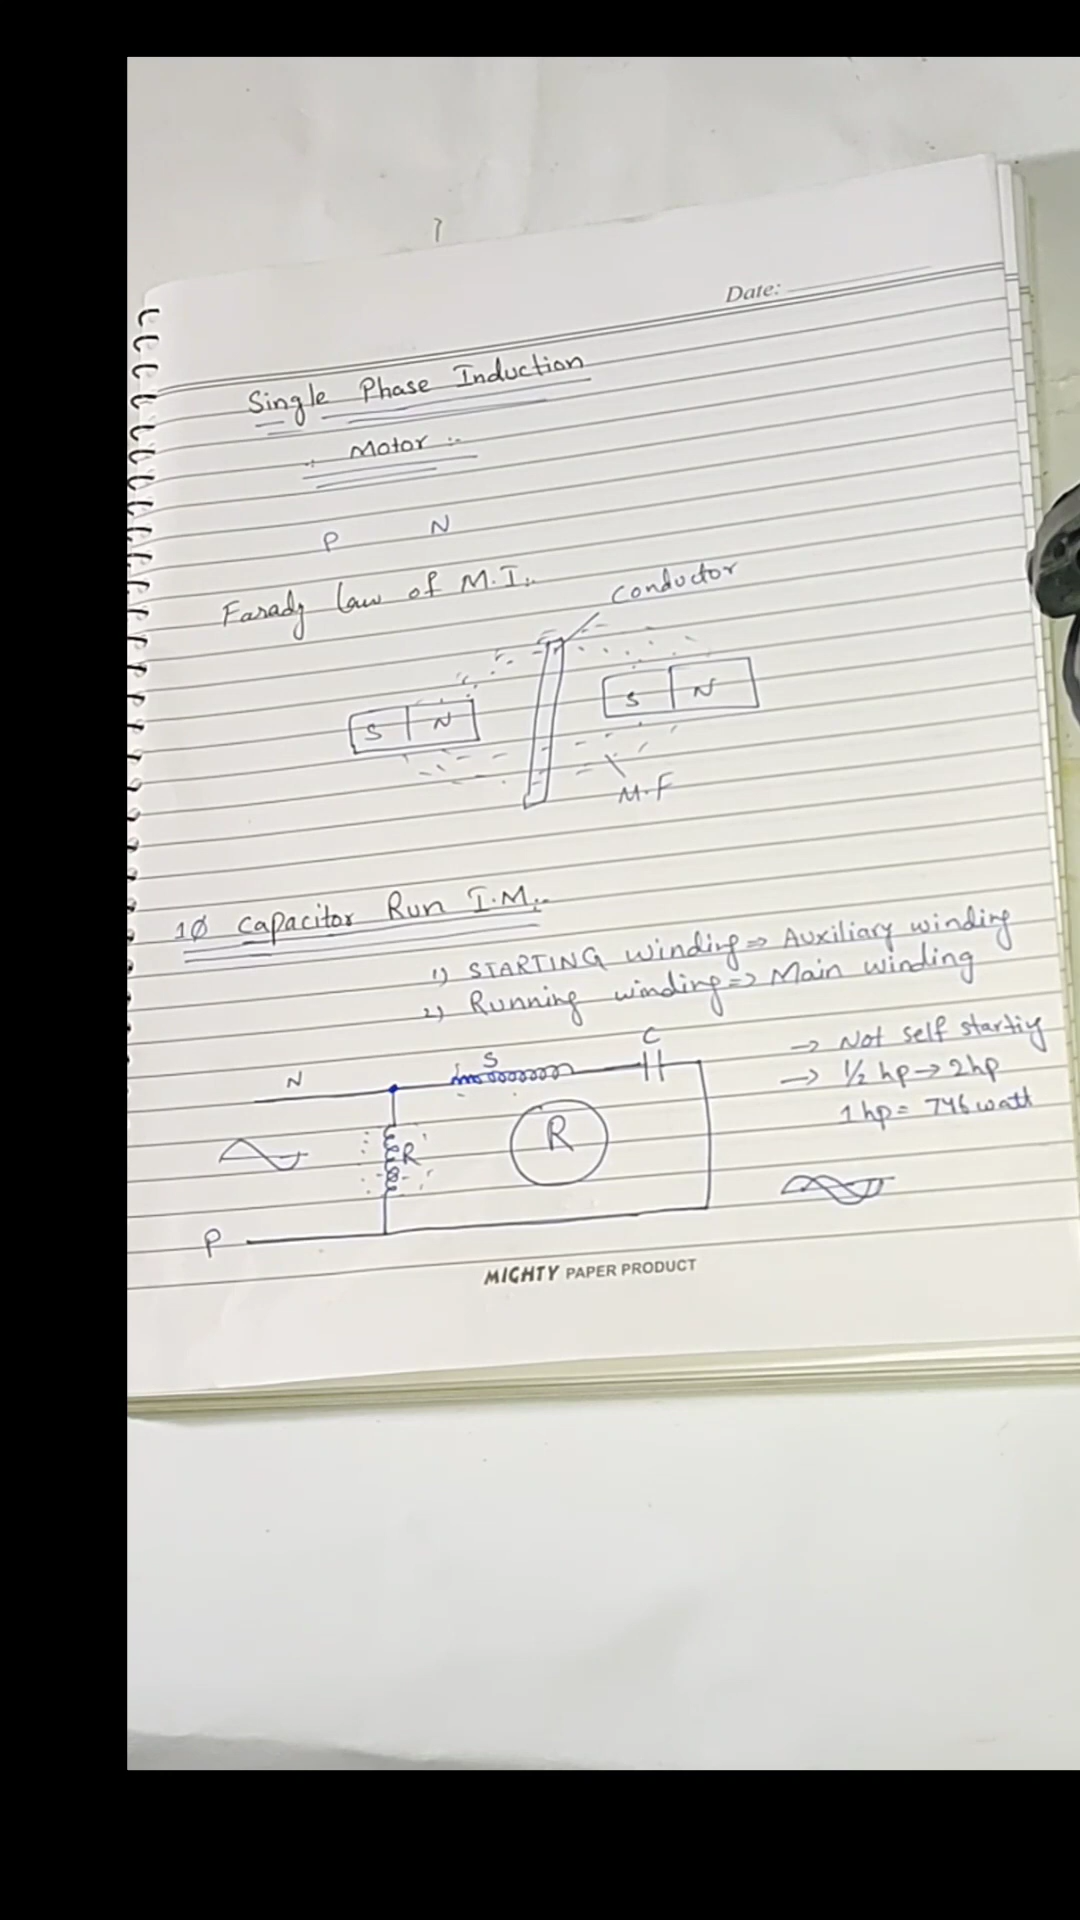 Date:
Single Phase Induction
Motor :-
P N
Farady law of M.I:-
Conductor
S N
S N
M.F
1Ø Capacitor Run I.M:-
1) STARTING winding => Auxiliary winding
2) Running winding => Main winding
→ Not self startig
→ 1/2 hp → 2hp
1 hp = 746 watt
N
S
C
R
R
P
MIGHTY PAPER PRODUCT